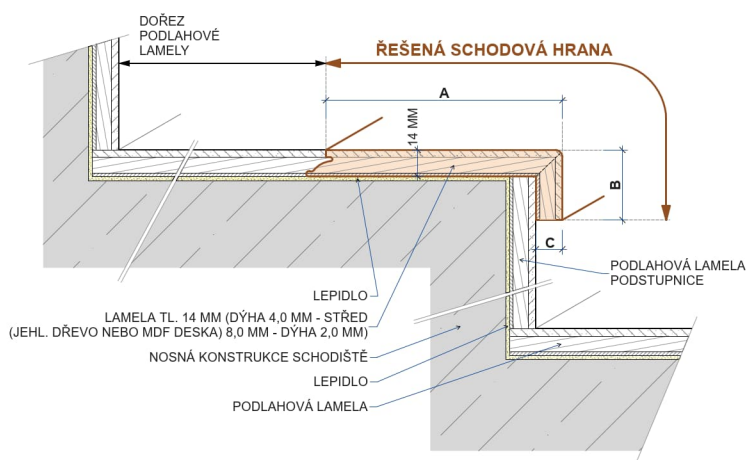 DOŘEZ
PODLAHOVÉ
LAMELY
ŘEŠENÁ SCHODOVÁ HRANA
A
14 MM
B
C
PODLAHOVÁ LAMELA
PODSTUPNICE
LEPIDLO
LAMELA TL. 14 MM (DÝHA 4,0 MM - STŘED
(JEHL. DŘEVO NEBO MDF DESKA) 8,0 MM - DÝHA 2,0 MM)
NOSNÁ KONSTRUKCE SCHODIŠTĚ
LEPIDLO
PODLAHOVÁ LAMELA